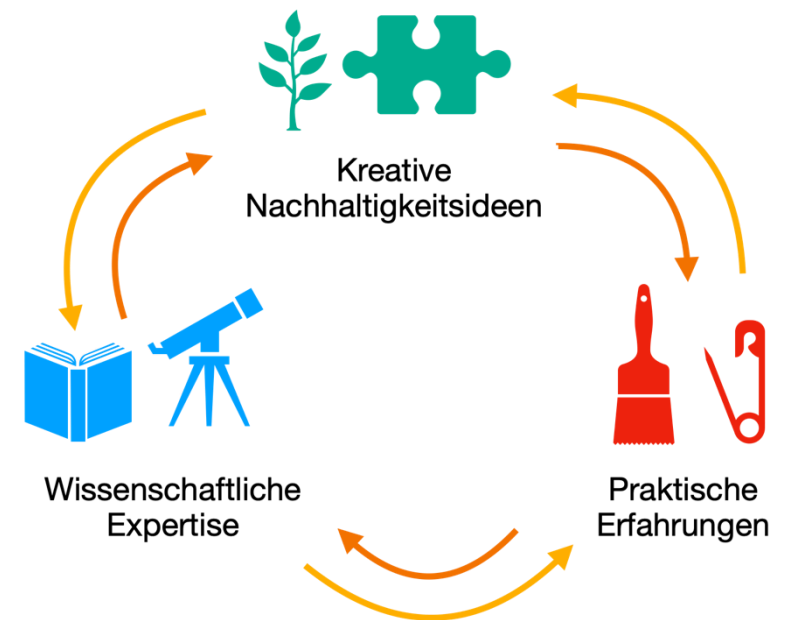 Kreative
Nachhaltigkeitsideen
Wissenschaftliche
Expertise
Praktische
Erfahrungen